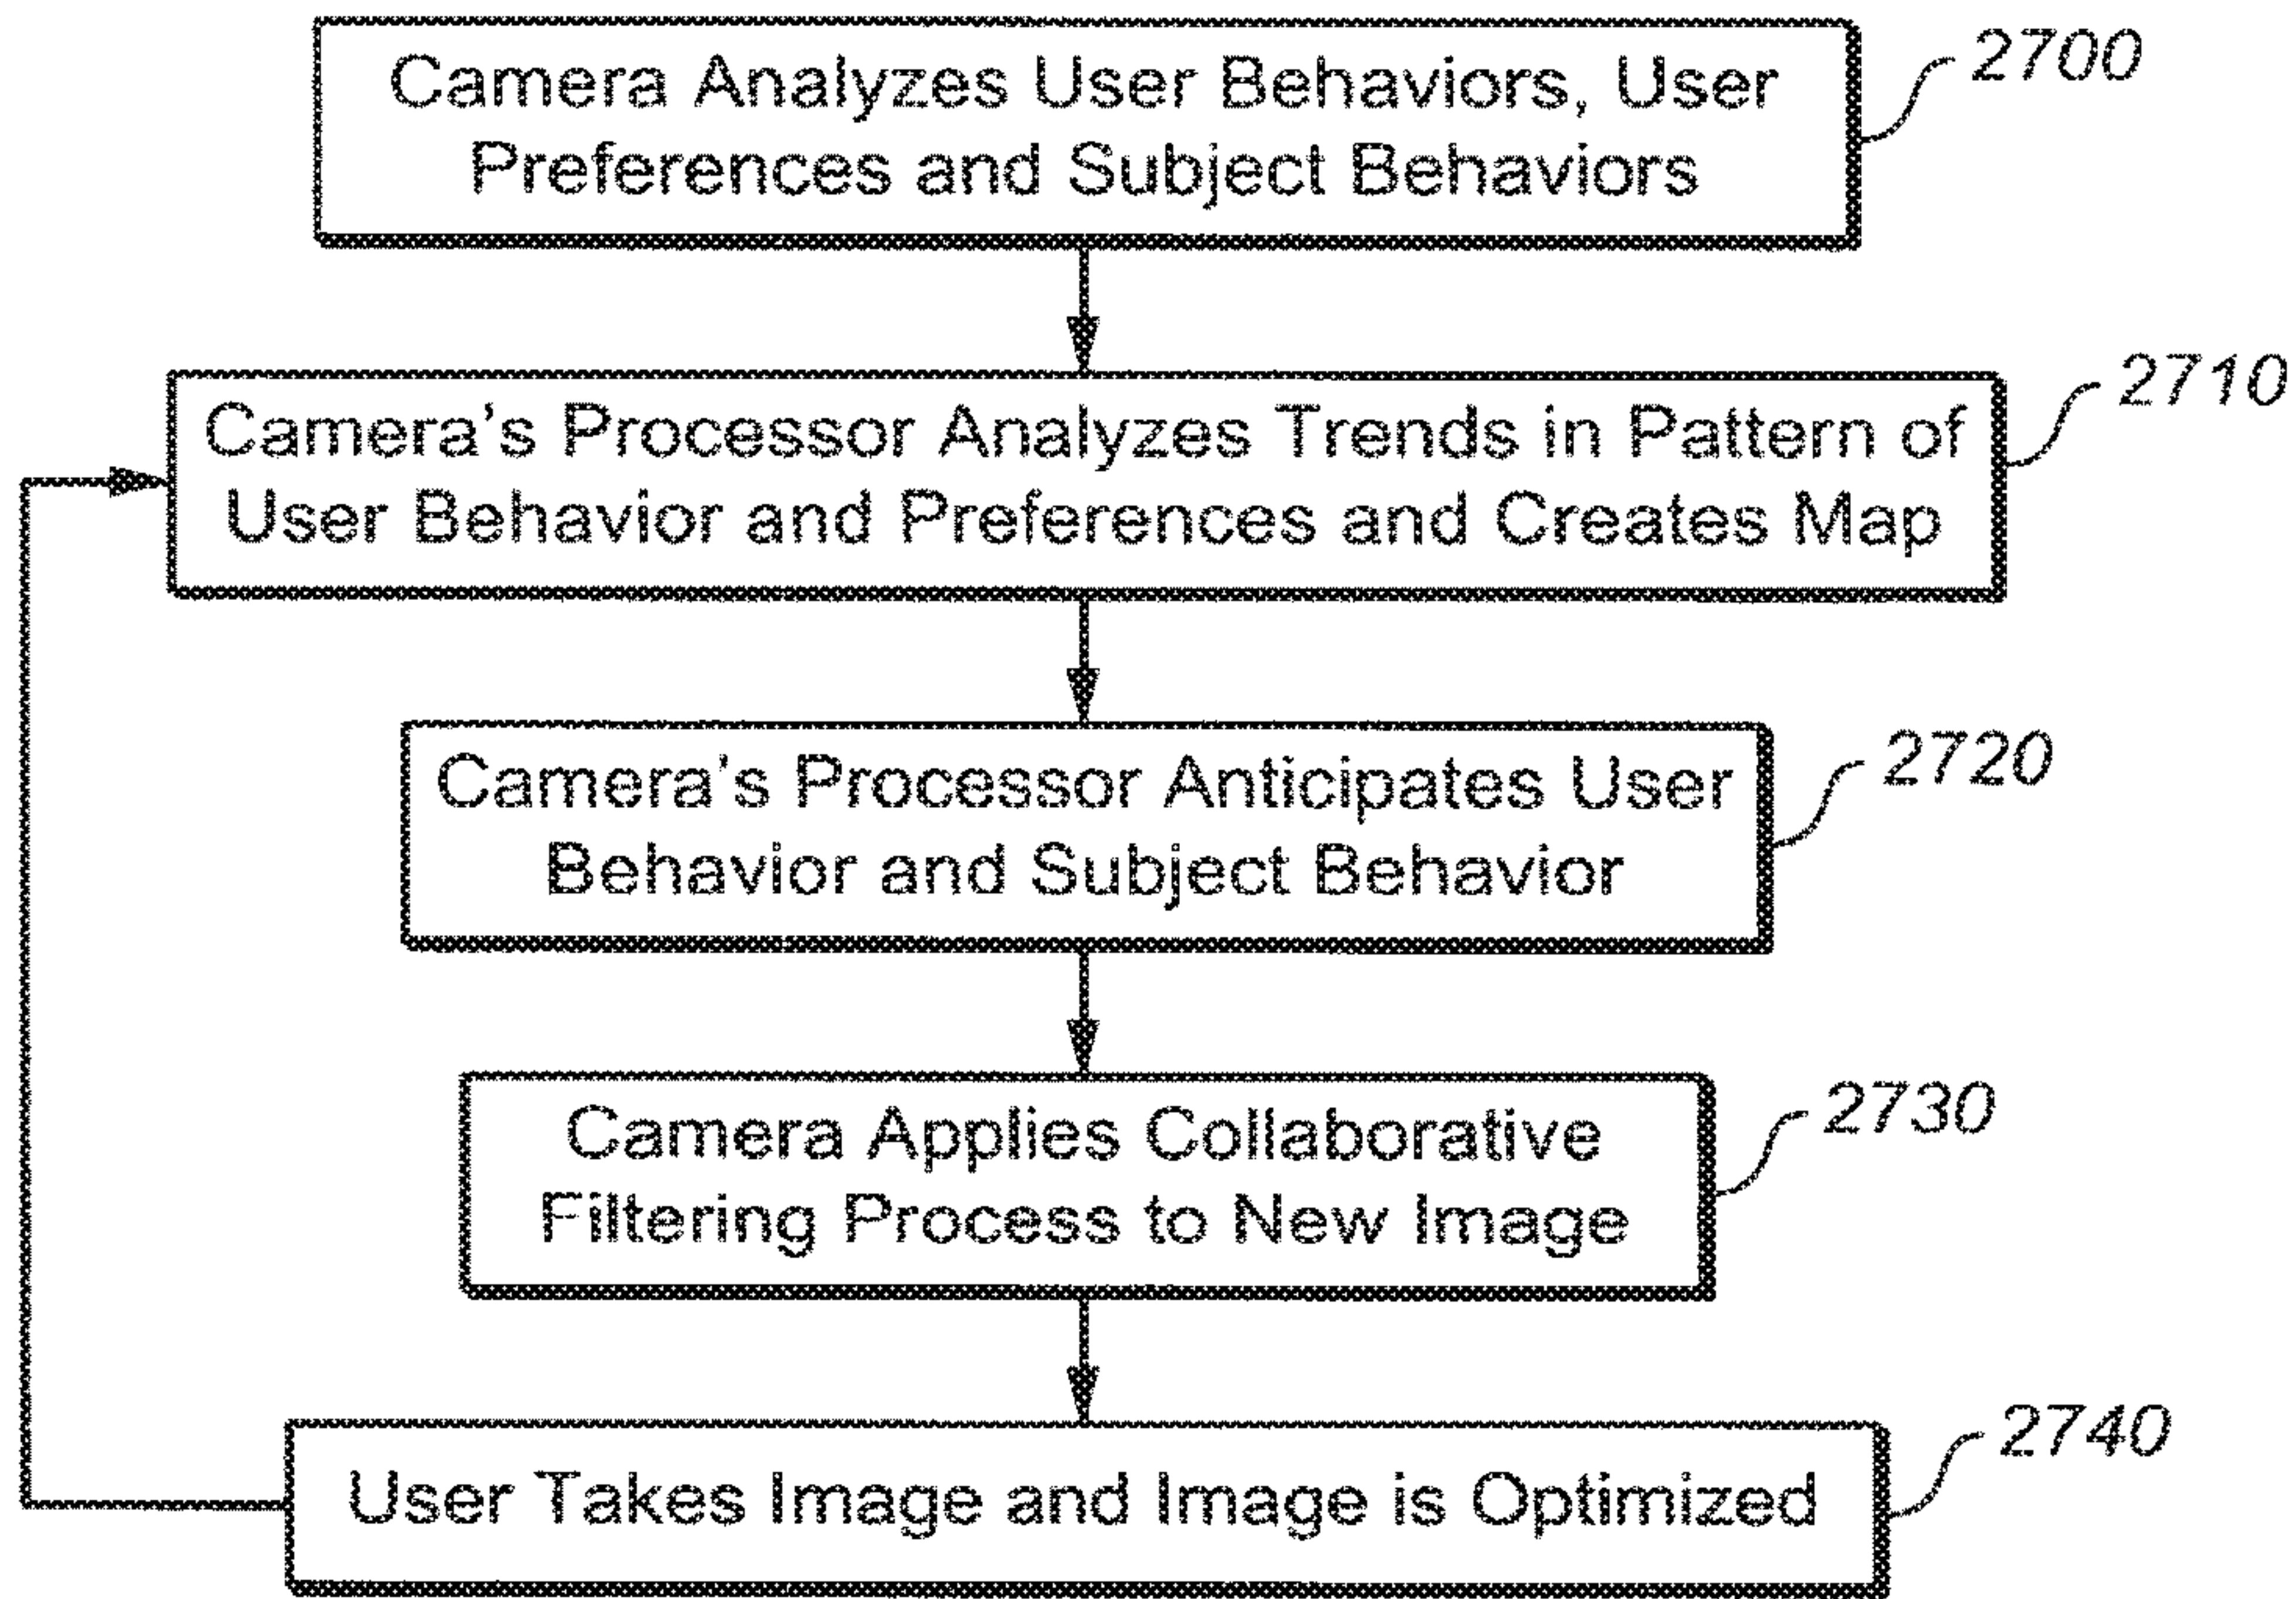 Camera Analyzes User Behaviors, User
Preferences and Subject Behaviors
2700
Camera's Processor Analyzes Trends in Pattern of
User Behavior and Preferences and Creates Map
2710
Camera's Processor Anticipates User
Behavior and Subject Behavior
2720
Camera Applies Collaborative
Filtering Process to New Image
2730
User Takes Image and Image is Optimized
2740